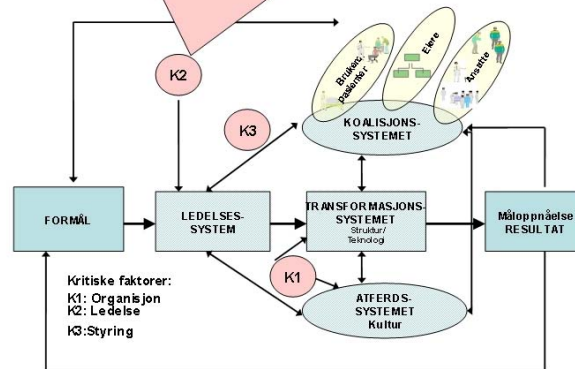 Brukere,
pasienter
Eiere
Ansatte
K2
K3
KOALISJONS-
SYSTEMET
FORMÅL
LEDELSES-
SYSTEM
TRANSFORMASJONS-
SYSTEMET
Struktur/
Teknologi
Måloppnåelse
RESULTAT
K1
Kritiske faktorer:
K1: Organisjon
K2: Ledelse
K3:Styring
ATFERDS-
SYSTEMET
Kultur